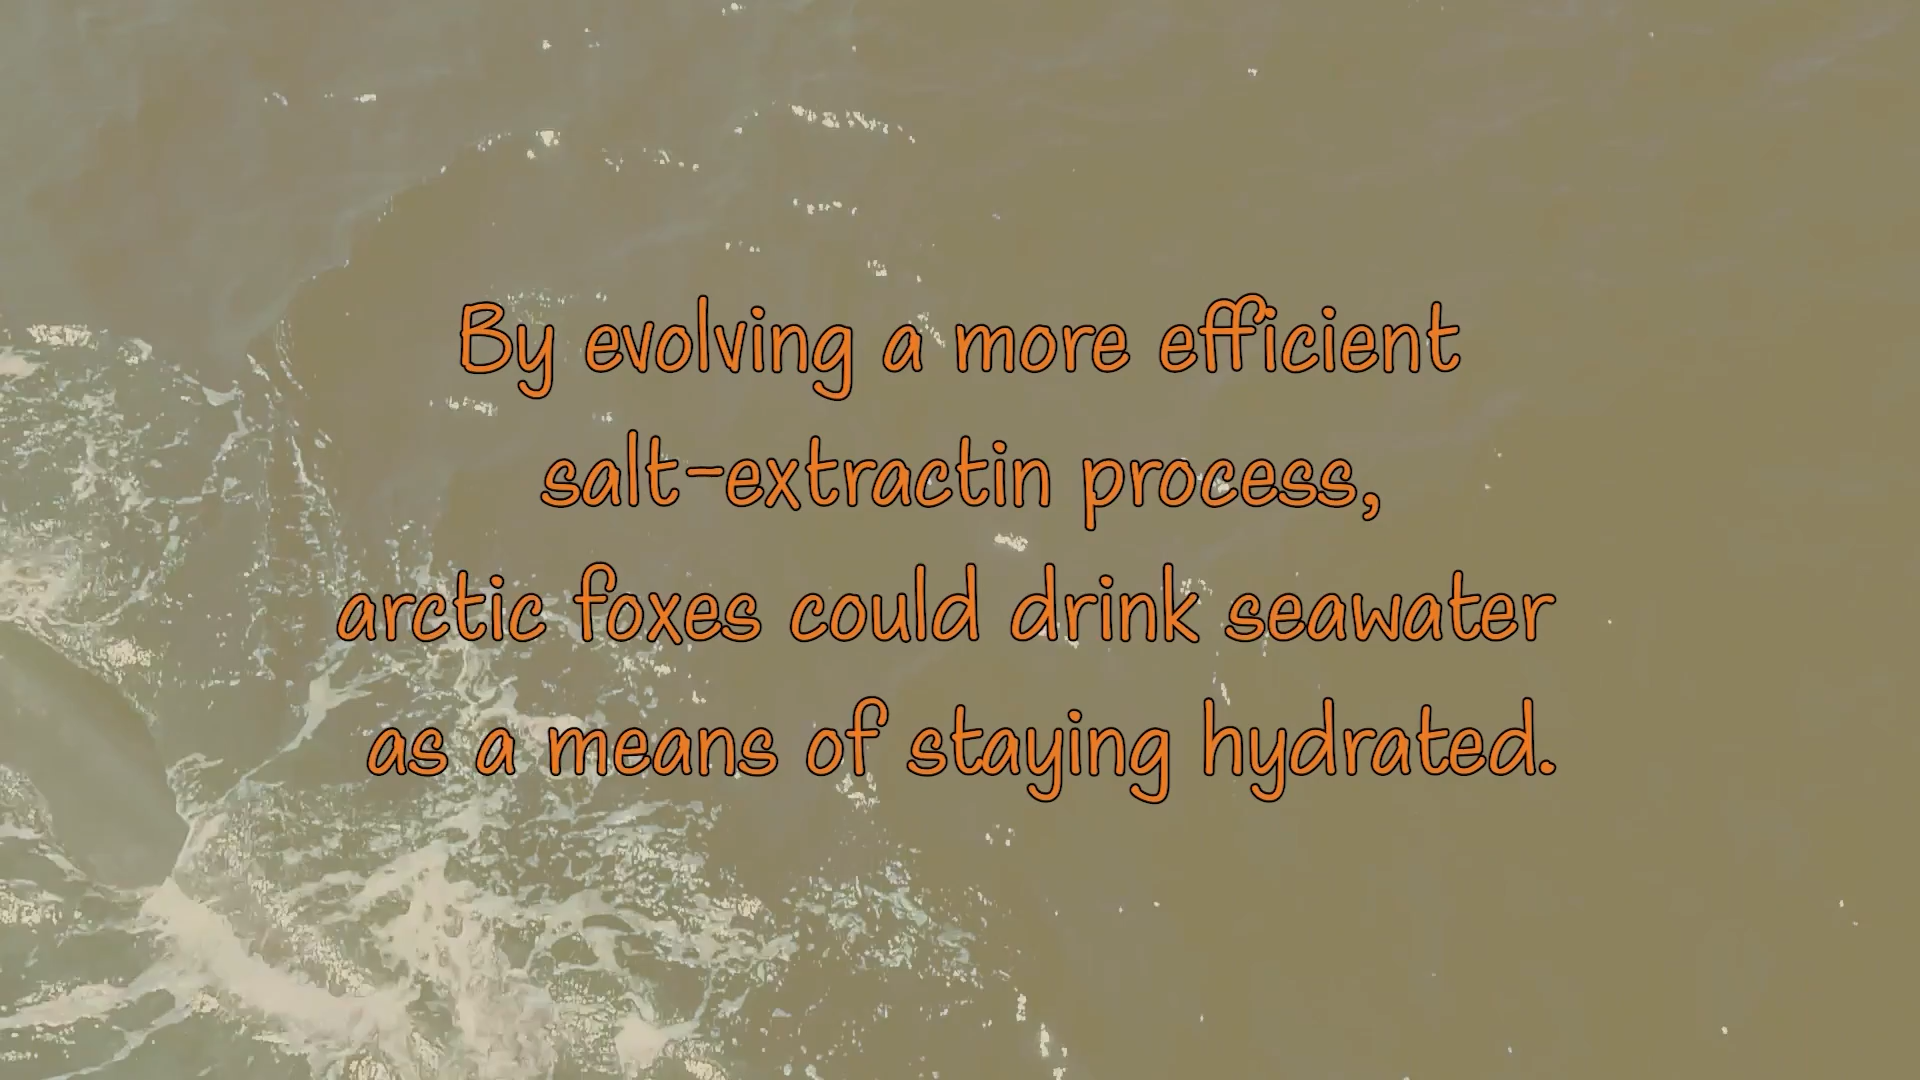 By evolving a more efficient
salt-extractin process,
arctic foxes could drink seawater
as a means of staying hydrated.